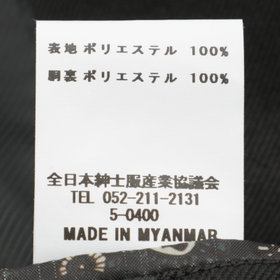 表地 ポリエステル 100%
胴裏 ポリエステル 100%
全日本紳士服産業協議会
TEL 052-211-2131
5-0400
MADE IN MYANMAR